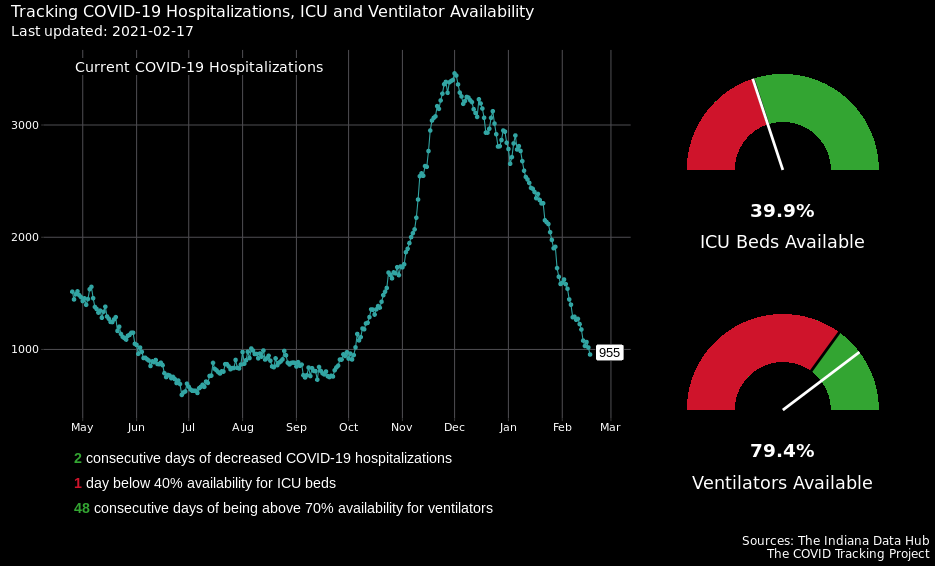 Tracking COVID-19 Hospitalizations, ICU and Ventilator Availability
Last updated: 2021-02-17
Current COVID-19 Hospitalizations
3000
2000
1000
955
May Jun Jul Aug Sep Oct Nov Dec Jan Feb Mar
39.9%
ICU Beds Available
79.4%
Ventilators Available
2 consecutive days of decreased COVID-19 hospitalizations
1 day below 40% availability for ICU beds
48 consecutive days of being above 70% availability for ventilators
Sources: The Indiana Data Hub
The COVID Tracking Project